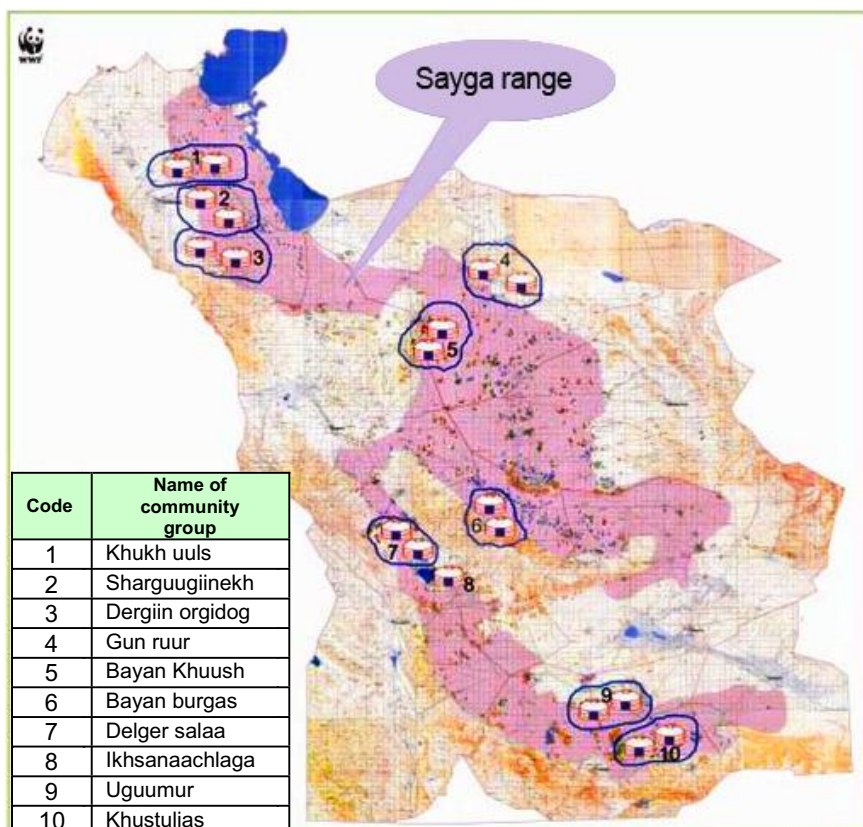 WWF
Sayga range
1
2
3
4
5
6
7
8
9
10
Code Name of community group
1 Khukh uuls
2 Sharguugiinekh
3 Dergiin orgidog
4 Gun ruur
5 Bayan Khuush
6 Bayan burgas
7 Delger salaa
8 Ikhsanaachlaga
9 Uguumur
10 Khustuljas